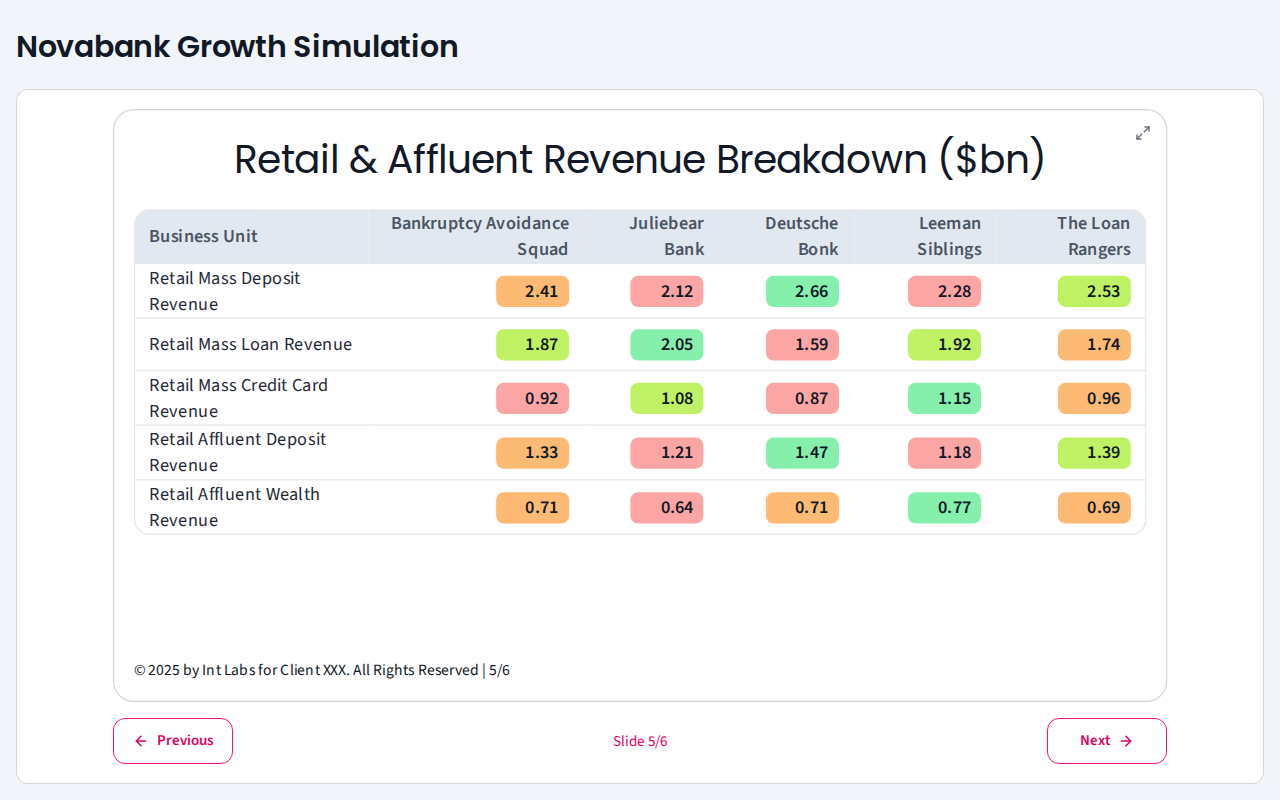 Novabank Growth Simulation
Retail & Affluent Revenue Breakdown ($bn)
Business Unit
Bankruptcy Avoidance
Squad
Juliebear
Bank
Deutsche
Bonk
Leeman
Siblings
The Loan
Rangers
Retail Mass Deposit
Revenue
2.41
2.12
2.66
2.28
2.53
Retail Mass Loan Revenue
1.87
2.05
1.59
1.92
1.74
Retail Mass Credit Card
Revenue
0.92
1.08
0.87
1.15
0.96
Retail Affluent Deposit
Revenue
1.33
1.21
1.47
1.18
1.39
Retail Affluent Wealth
Revenue
0.71
0.64
0.71
0.77
0.69
© 2025 by Int Labs for Client XXX. All Rights Reserved | 5/6
Previous
Slide 5/6
Next